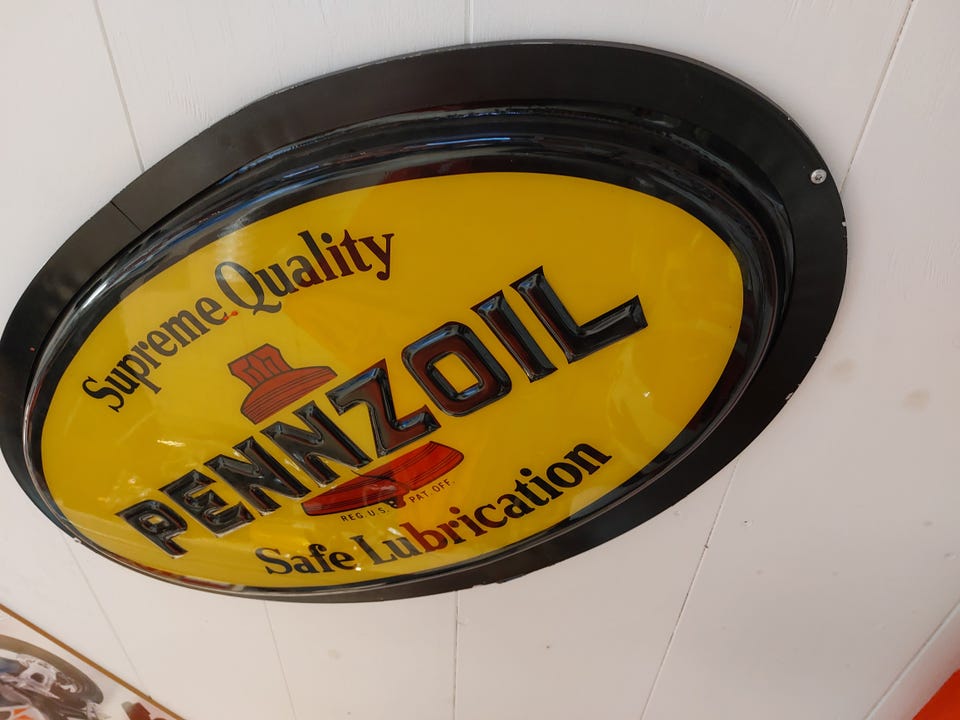 Supreme Quality
PENNZOIL
REG. U.S. PAT. OFF.
Safe Lubrication